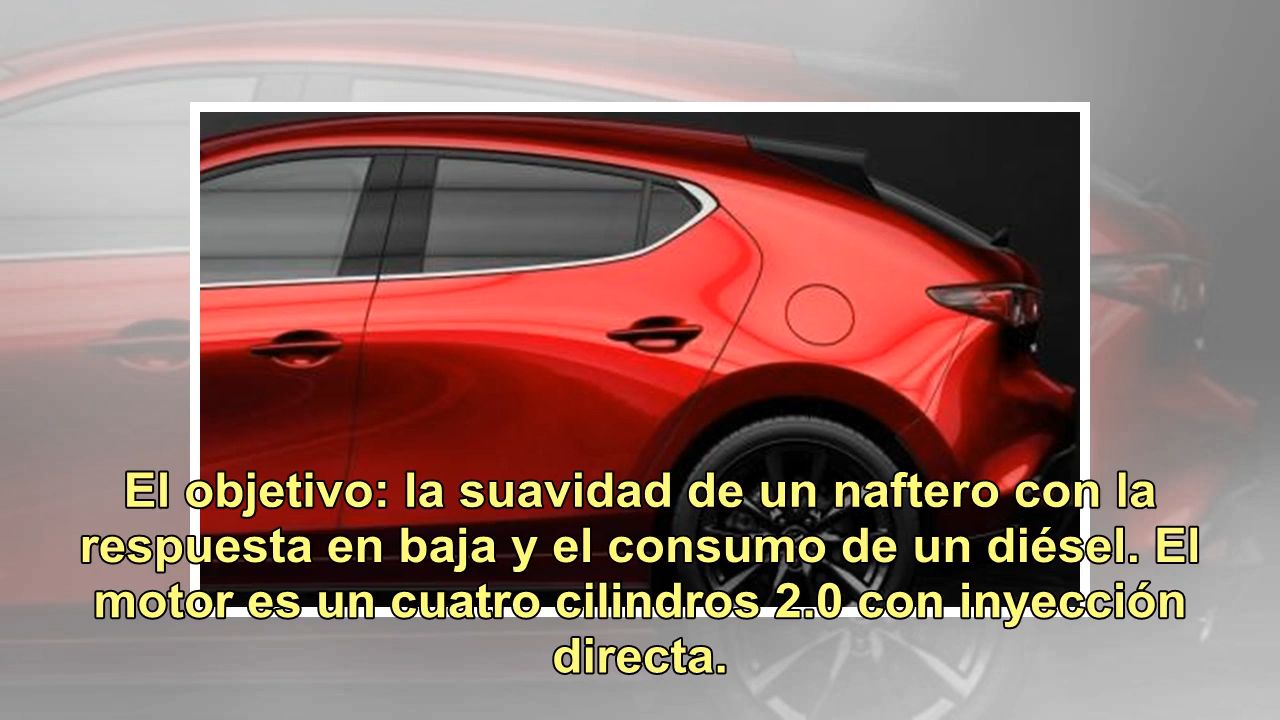 El objetivo: la suavidad de un naftero con la
respuesta en baja y el consumo de un diésel. El
motor es un cuatro cilindros 2.0 con inyección
directa.